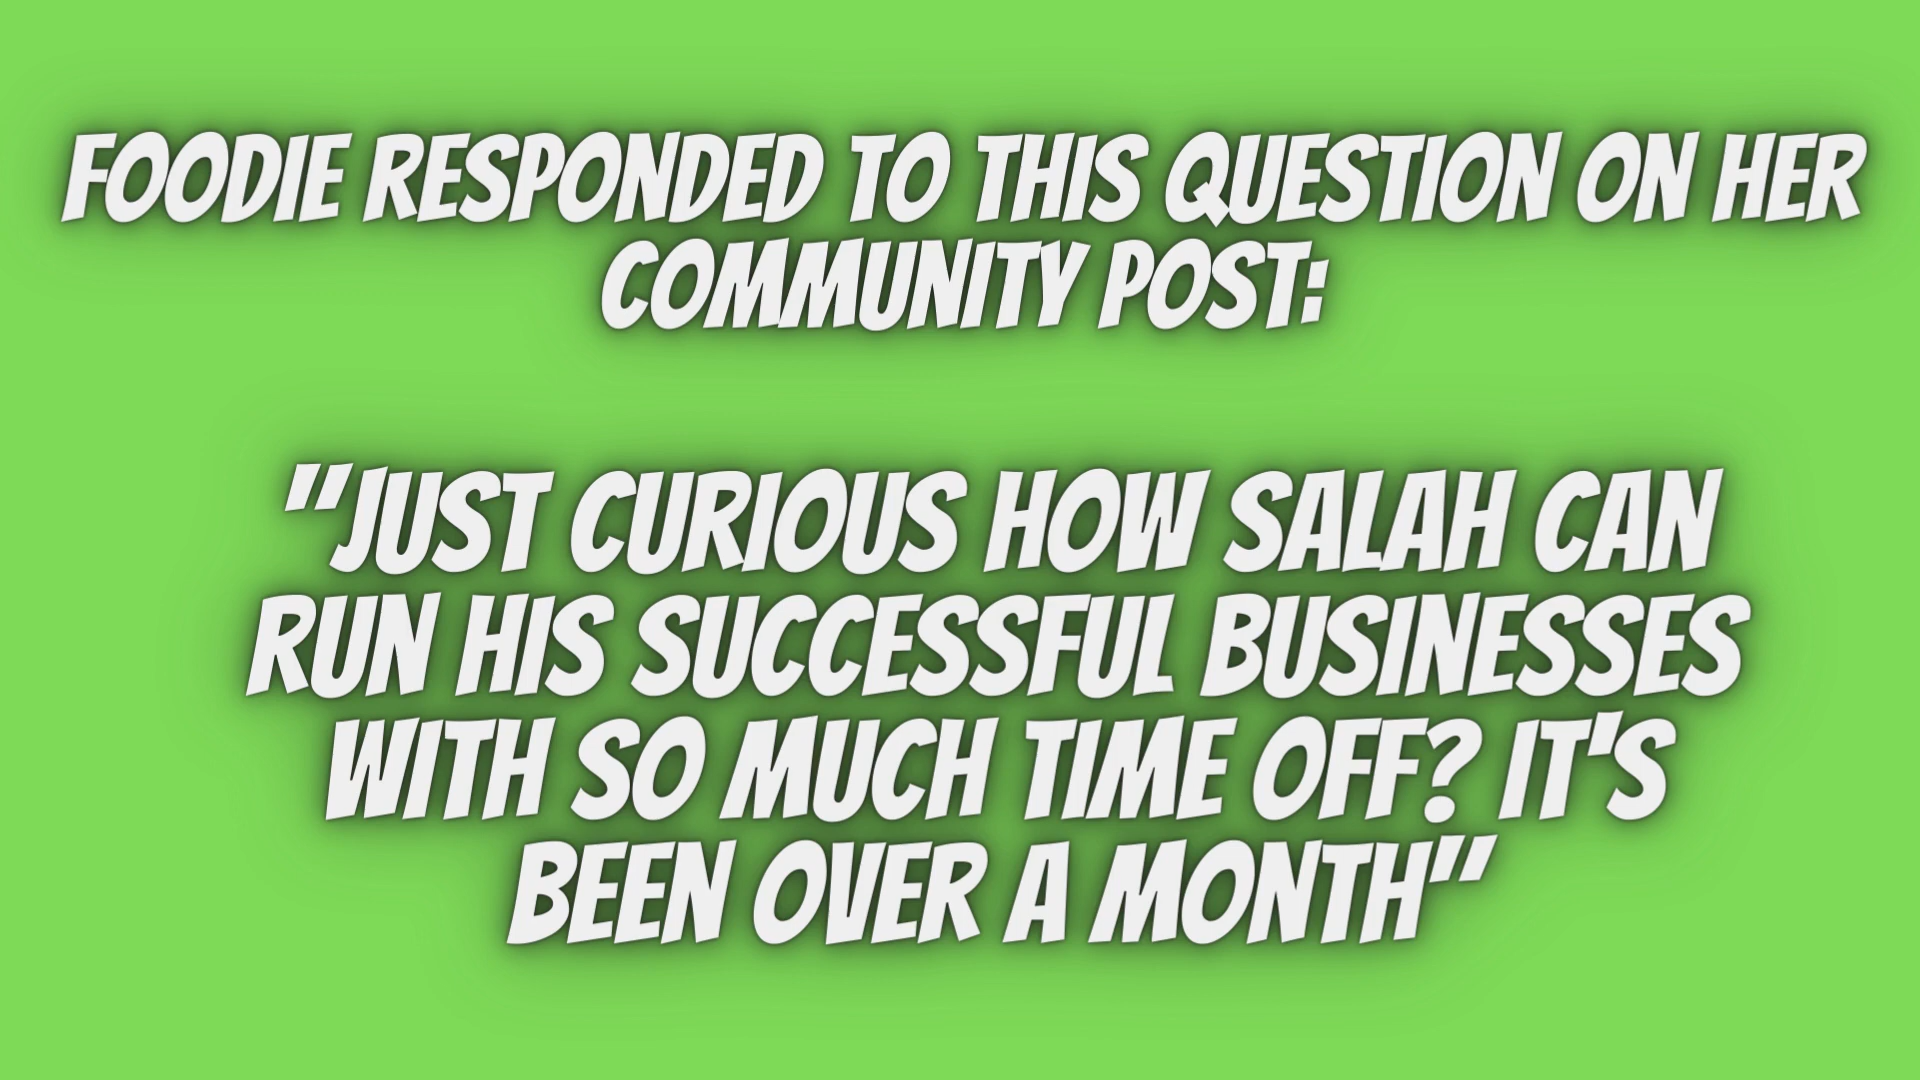 FOODIE RESPONDED TO THIS QUESTION ON HER
COMMUNITY POST:
"JUST CURIOUS HOW SALAH CAN
RUN HIS SUCCESSFUL BUSINESSES
WITH SO MUCH TIME OFF? IT'S
BEEN OVER A MONTH"